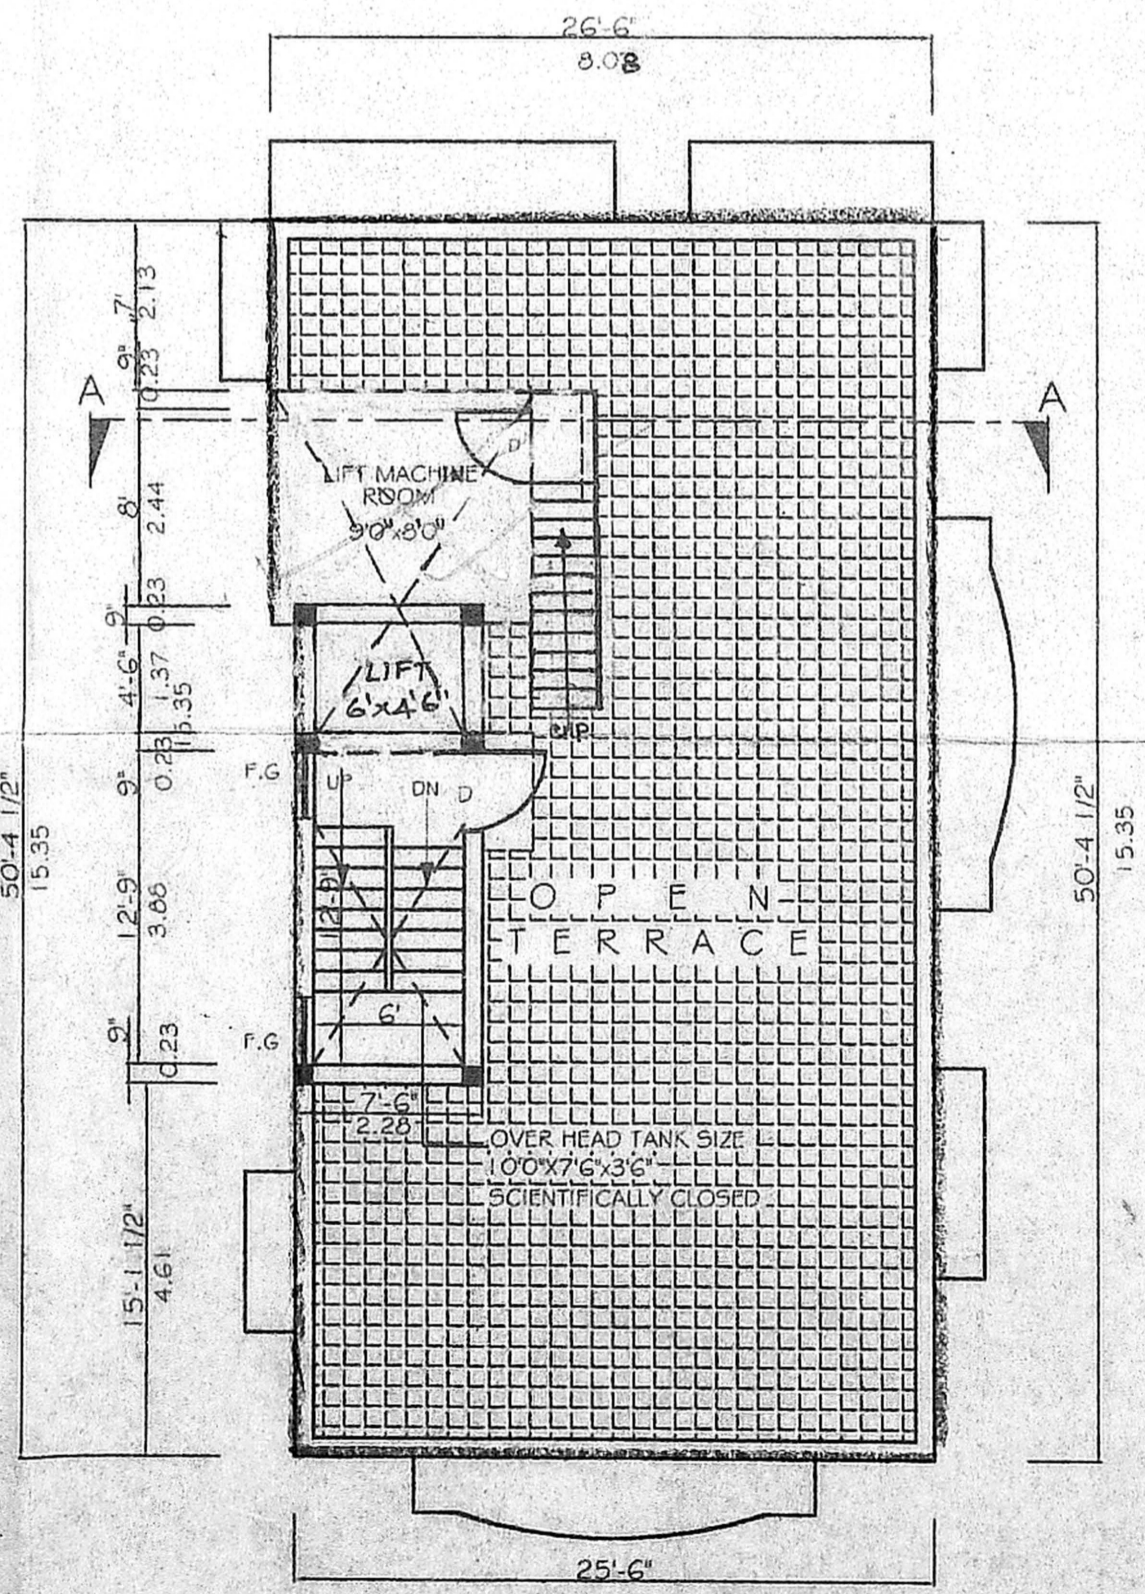 26'-6"
8.08
7'
2.13
9"
0.23
A
A
D
LIFT MACHINE
ROOM
9'0"x8'0"
8'
2.44
9"
0.23
4'-6"
1.37
15.35
LIFT
6'x4'6"
UP
9"
0.23
F.G
UP
DN
D
50'-4 1/2"
15.35
50'-4 1/2"
15.35
12'-9"
3.88
12'-9"
OPEN
TERRACE
6'
9"
0.23
F.G
7'-6"
2.28
OVER HEAD TANK SIZE
10'0"X7'6"x3'6"
SCIENTIFICALLY CLOSED
15'-1 1/2"
4.61
25'-6"